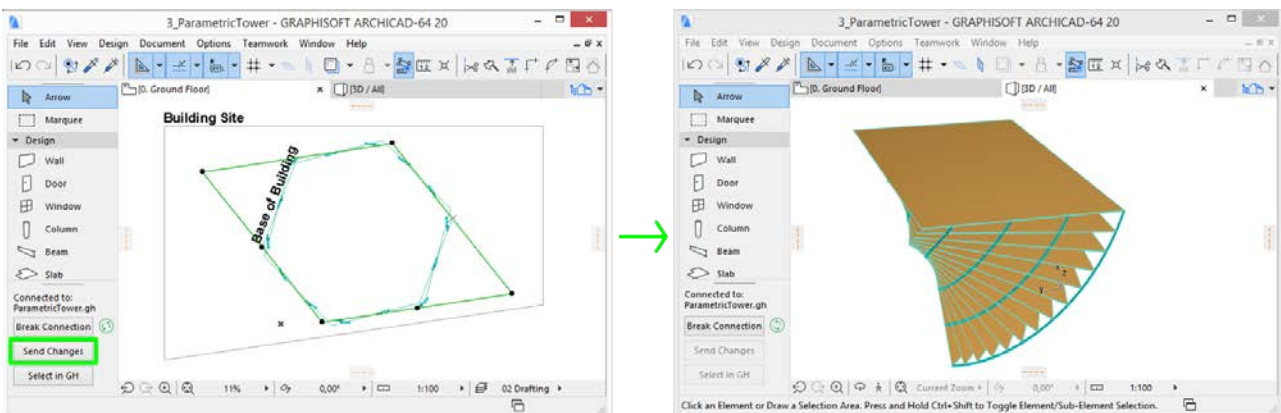 3_ParametricTower - GRAPHISOFT ARCHICAD-64 20
File Edit View Design Document Options Teamwork Window Help
[0. Ground Floor]
[3D / All]
Arrow
Marquee
Design
Wall
Door
Window
Column
Beam
Slab
Connected to:
ParametricTower.gh
Break Connection
Send Changes
Select in GH
Building Site
Base of Building
11% 0,00° 1:100 02 Drafting
3_ParametricTower - GRAPHISOFT ARCHICAD-64 20
File Edit View Design Document Options Teamwork Window Help
[0. Ground Floor]
[3D / All]
Arrow
Marquee
Design
Wall
Door
Window
Column
Beam
Slab
Connected to:
ParametricTower.gh
Break Connection
Send Changes
Select in GH
z
Y
Current Zoom 0,00° 1:100
Click an Element or Draw a Selection Area. Press and Hold Ctrl+Shift to Toggle Element/Sub-Element Selection.